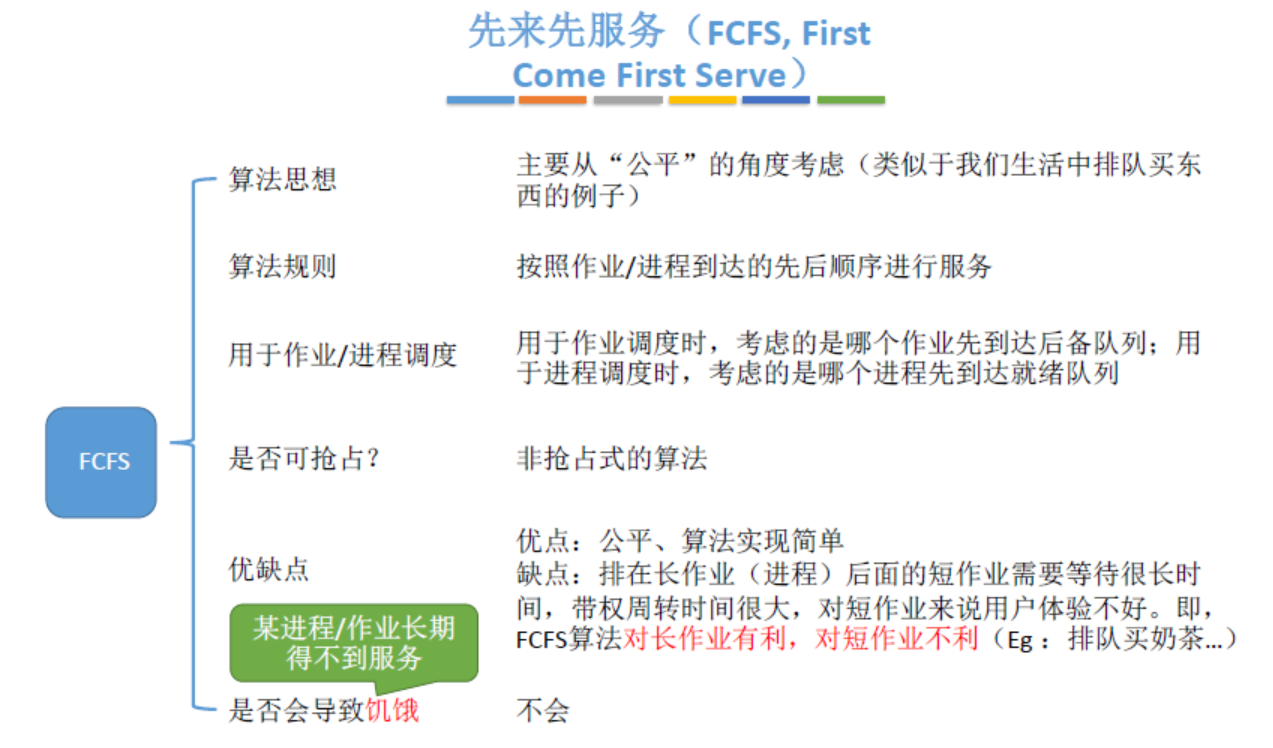 先来先服务（FCFS, First
Come First Serve）
算法思想
主要从“公平”的角度考虑（类似于我们生活中排队买东
西的例子）
算法规则
按照作业/进程到达的先后顺序进行服务
用于作业/进程调度
用于作业调度时，考虑的是哪个作业先到达后备队列；用
于进程调度时，考虑的是哪个进程先到达就绪队列
FCFS
是否可抢占？
非抢占式的算法
优缺点
优点：公平、算法实现简单
缺点：排在长作业（进程）后面的短作业需要等待很长时
间，带权周转时间很大，对短作业来说用户体验不好。即，
FCFS算法对长作业有利，对短作业不利（Eg：排队买奶茶…）
某进程/作业长期
得不到服务
是否会导致饥饿
不会